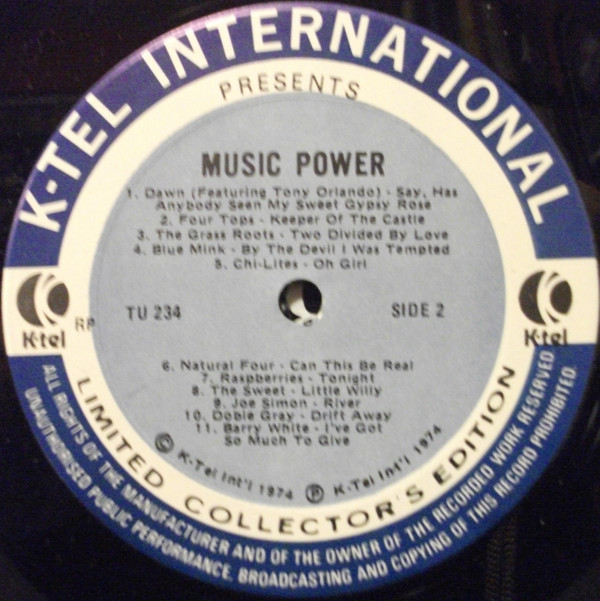 K-TEL INTERNATIONAL
PRESENTS
MUSIC POWER
1. Dawn (Featuring Tony Orlando) - Say, Has
Anybody Seen My Sweet Gypsy Rose
2. Four Tops - Keeper Of The Castle
3. The Grass Roots - Two Divided By Love
4. Blue Mink - By The Devil I Was Tempted
5. Chi-Lites - Oh Girl
K-tel
RP
TU 234
SIDE 2
K-tel
6. Natural Four - Can This Be Real
7. Raspberries - Tonight
8. The Sweet - Little Willy
9. Joe Simon - River
10. Dobie Gray - Drift Away
11. Barry White - I've Got
So Much To Give
© K-Tel Int'l 1974 ℗ K-Tel Int'l 1974
LIMITED COLLECTOR'S EDITION
ALL RIGHTS OF THE MANUFACTURER AND OF THE OWNER OF THE RECORDED WORK RESERVED
UNAUTHORISED PUBLIC PERFORMANCE, BROADCASTING AND COPYING OF THIS RECORD PROHIBITED.